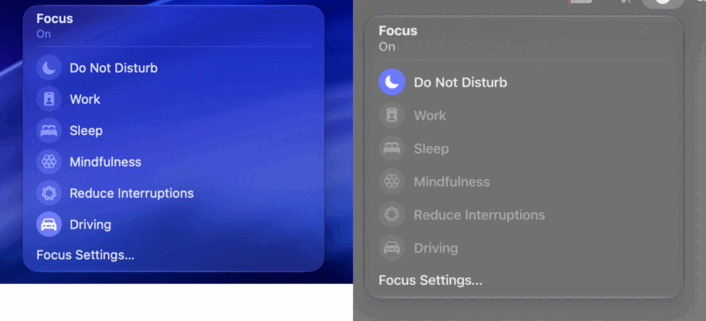 Focus
On
Do Not Disturb
Work
Sleep
Mindfulness
Reduce Interruptions
Driving
Focus Settings...
Focus
On
Do Not Disturb
Work
Sleep
Mindfulness
Reduce Interruptions
Driving
Focus Settings...